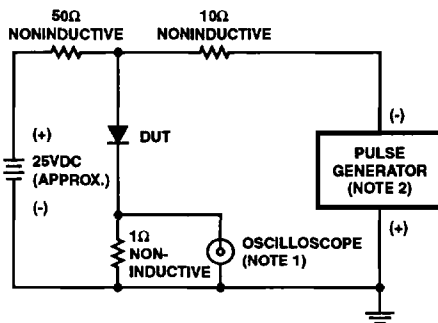 50Ω
NONINDUCTIVE
10Ω
NONINDUCTIVE
(+)
25VDC
(APPROX.)
(-)
DUT
(-)
PULSE
GENERATOR
(NOTE 2)
(+)
1Ω
NON-
INDUCTIVE
OSCILLOSCOPE
(NOTE 1)